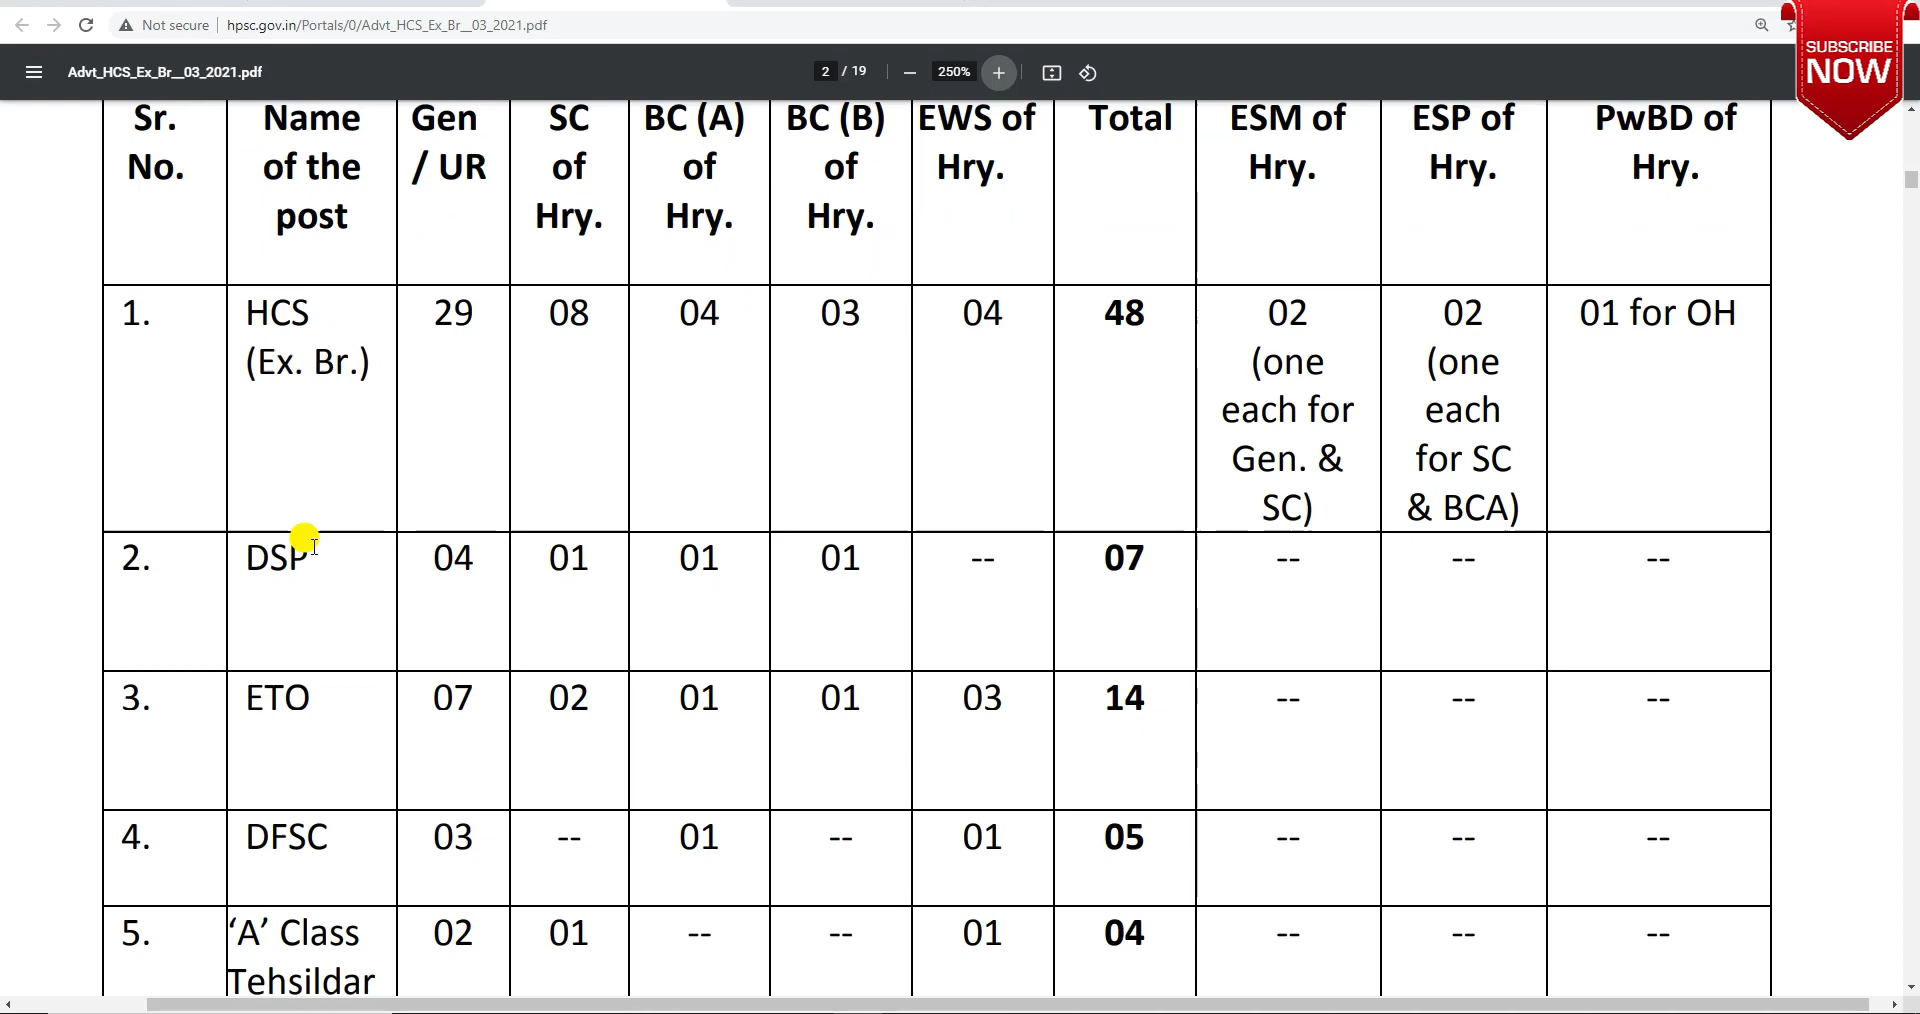 Not secure | hpsc.gov.in/Portals/0/Advt_HCS_Ex_Br__03_2021.pdf
SUBSCRIBE
NOW
Advt_HCS_Ex_Br__03_2021.pdf 2 / 19 — 250% +
Sr. Name Gen SC BC (A) BC (B) EWS of Total ESM of ESP of PwBD of
No. of the / UR of of of Hry. Hry. Hry. Hry.
post Hry. Hry. Hry.
1. HCS 29 08 04 03 04 48 02 02 01 for OH
(Ex. Br.) (one (one
each for each
Gen. & for SC
SC) & BCA)
2. DSP 04 01 01 01 -- 07 -- -- --
3. ETO 07 02 01 01 03 14 -- -- --
4. DFSC 03 -- 01 -- 01 05 -- -- --
5. ‘A’ Class 02 01 -- -- 01 04 -- -- --
Tehsildar